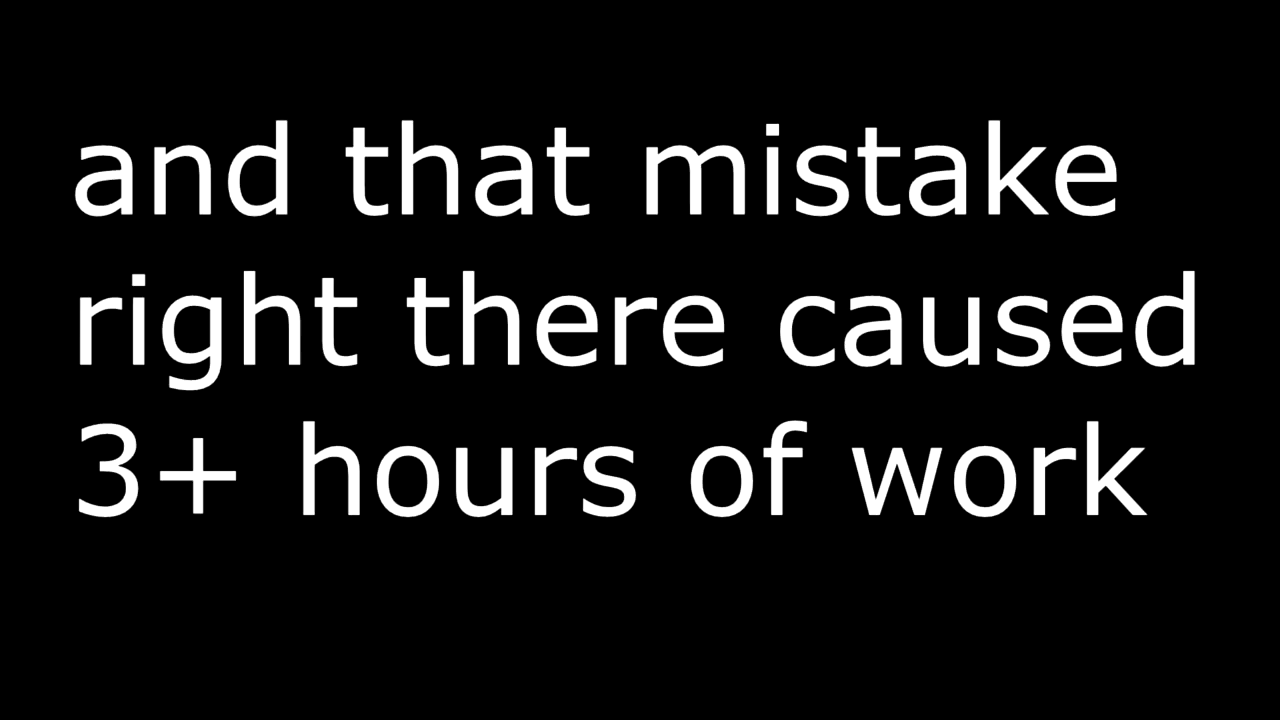 and that mistake
right there caused
3+ hours of work